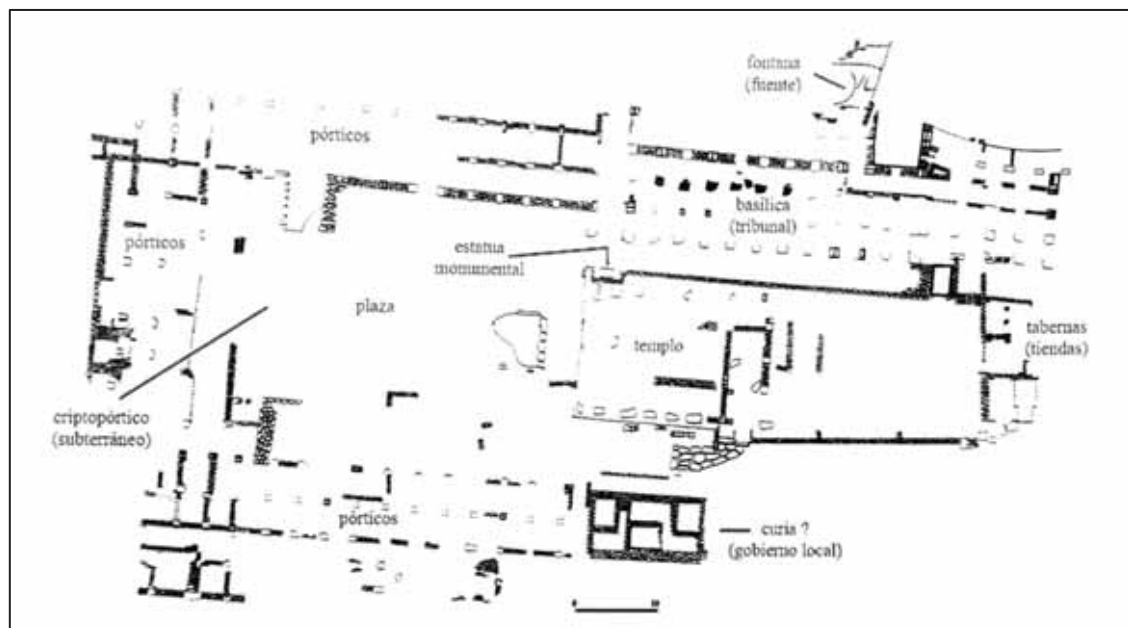 fontana
(fuente)
pórticos
basílica
(tribunal)
pórticos
estatua
monumental
plaza
templo
tabernas
(tiendas)
criptopórtico
(subterráneo)
pórticos
curia ?
(gobierno local)